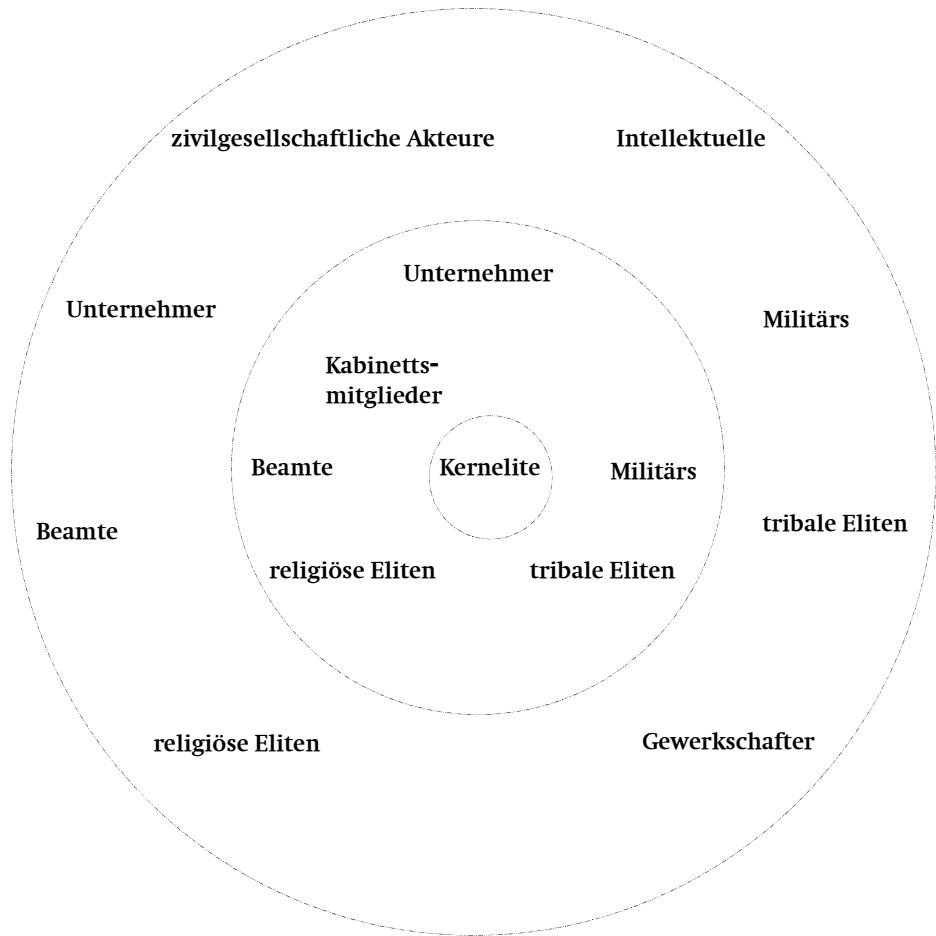 zivilgesellschaftliche Akteure
Intellektuelle
Unternehmer
Unternehmer
Militärs
Kabinetts-
mitglieder
Beamte
Kernelite
Militärs
Beamte
tribale Eliten
religiöse Eliten
tribale Eliten
religiöse Eliten
Gewerkschafter